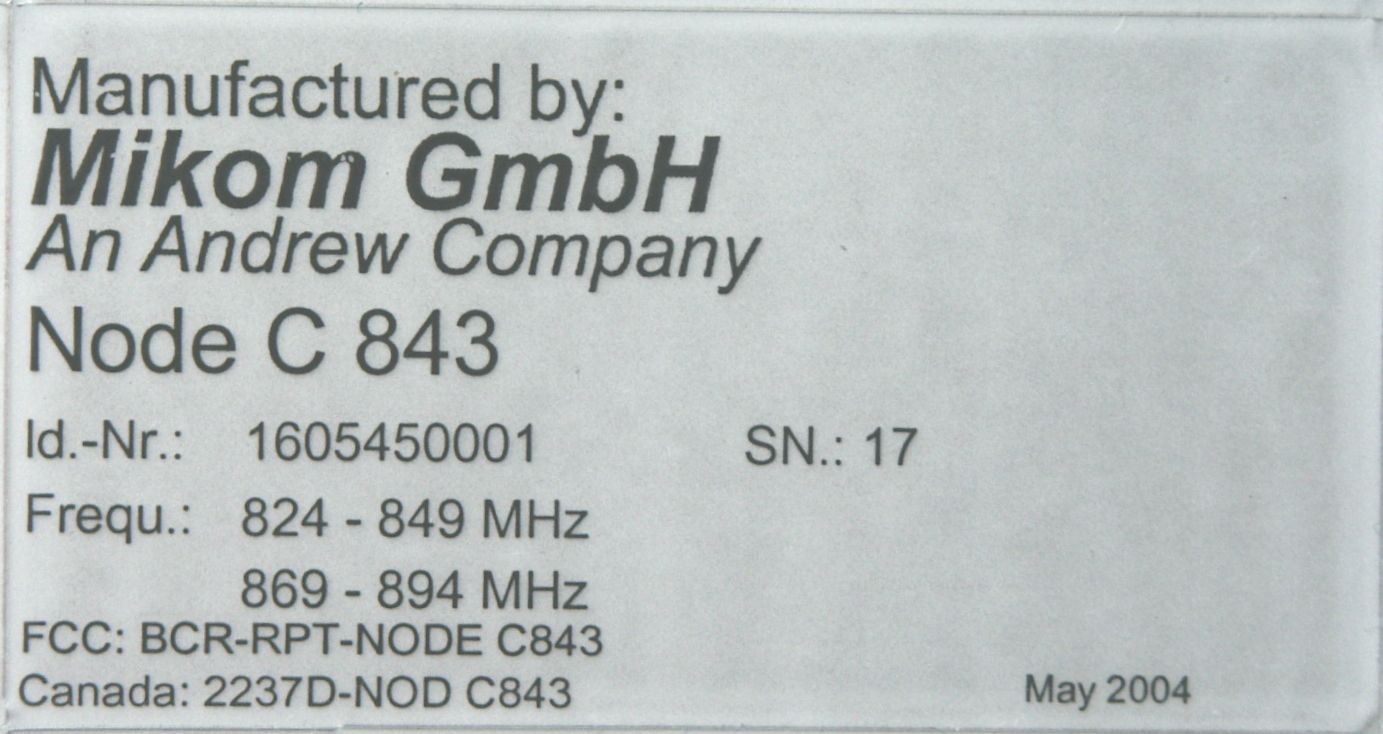 Manufactured by:
Mikom GmbH
An Andrew Company
Node C 843
Id.-Nr.: 1605450001 SN.: 17
Frequ.: 824 - 849 MHz
869 - 894 MHz
FCC: BCR-RPT-NODE C843
Canada: 2237D-NOD C843 May 2004